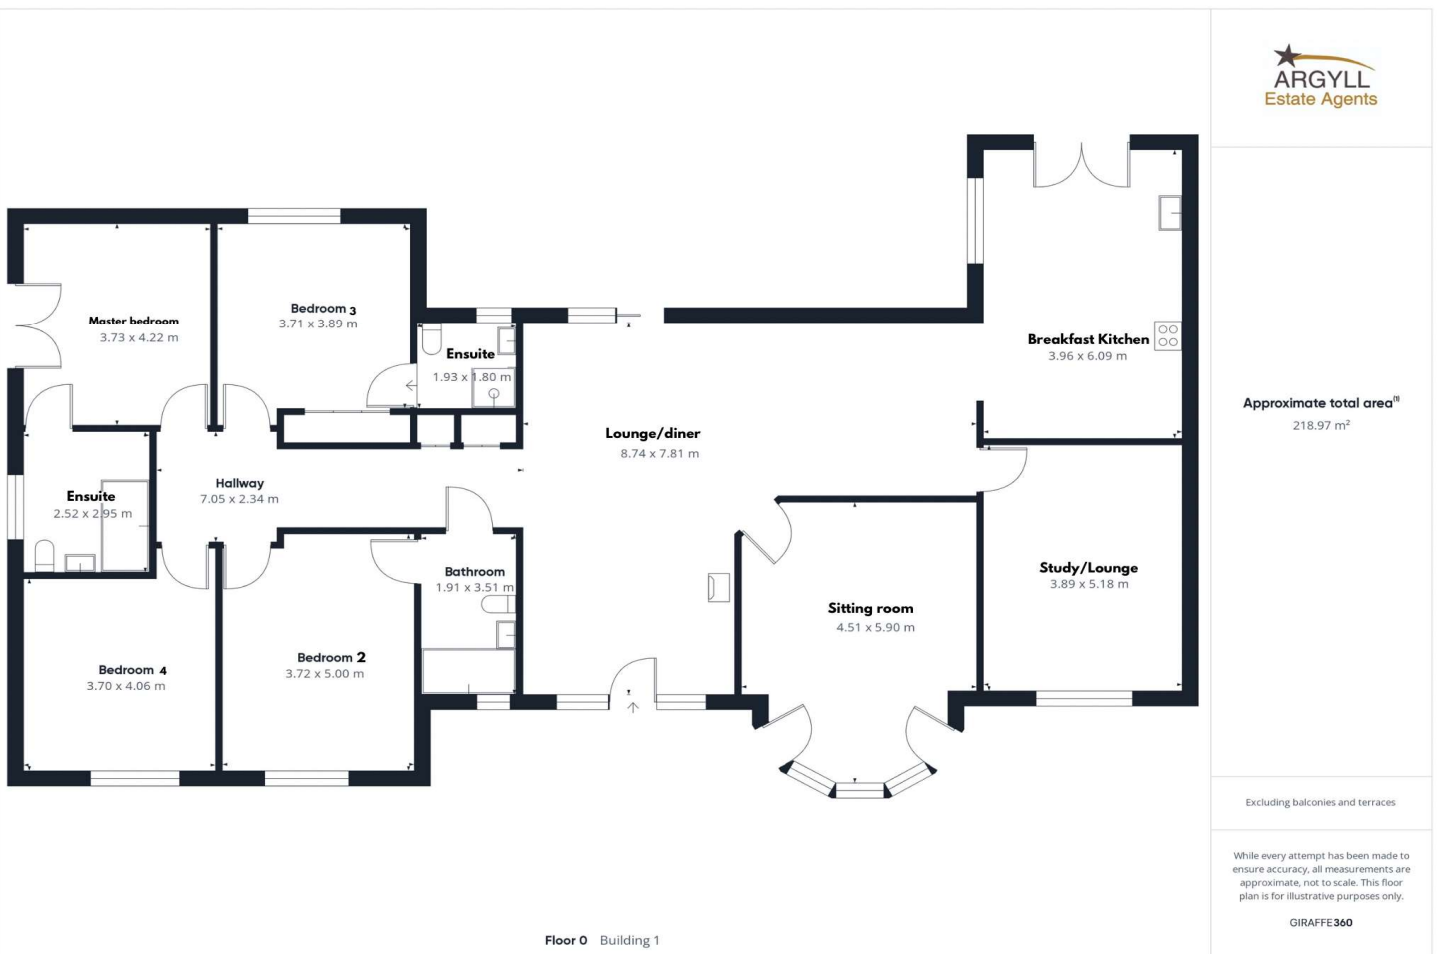 ARGYLL
Estate Agents
Master bedroom
3.73 x 4.22 m
Bedroom 3
3.71 x 3.89 m
Ensuite
1.93 x 1.80 m
Breakfast Kitchen
3.96 x 6.09 m
Lounge/diner
8.74 x 7.81 m
Hallway
7.05 x 2.34 m
Ensuite
2.52 x 2.95 m
Bathroom
1.91 x 3.51 m
Study/Lounge
3.89 x 5.18 m
Sitting room
4.51 x 5.90 m
Bedroom 4
3.70 x 4.06 m
Bedroom 2
3.72 x 5.00 m
Floor 0 Building 1
Approximate total area(1)
218.97 m²
Excluding balconies and terraces
While every attempt has been made to
ensure accuracy, all measurements are
approximate, not to scale. This floor
plan is for illustrative purposes only.
GIRAFFE360